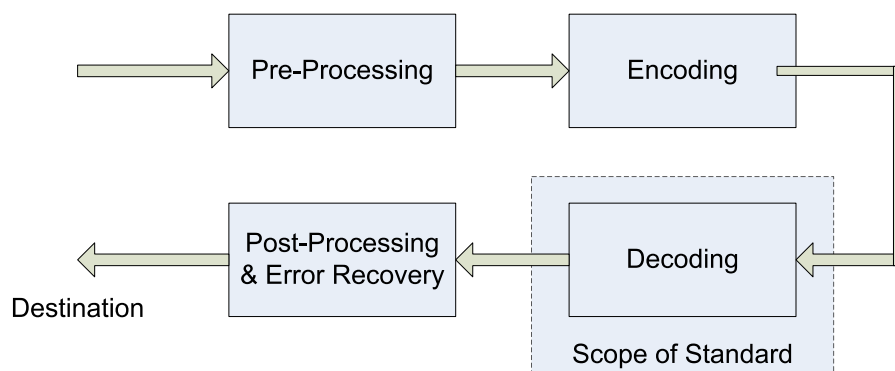 Pre-Processing
Encoding
Post-Processing
& Error Recovery
Decoding
Destination
Scope of Standard